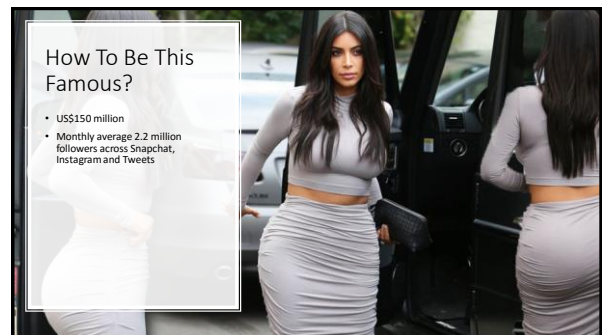 How To Be This
Famous?
• US$150 million
• Monthly average 2.2 million
followers across Snapchat,
Instagram and Tweets